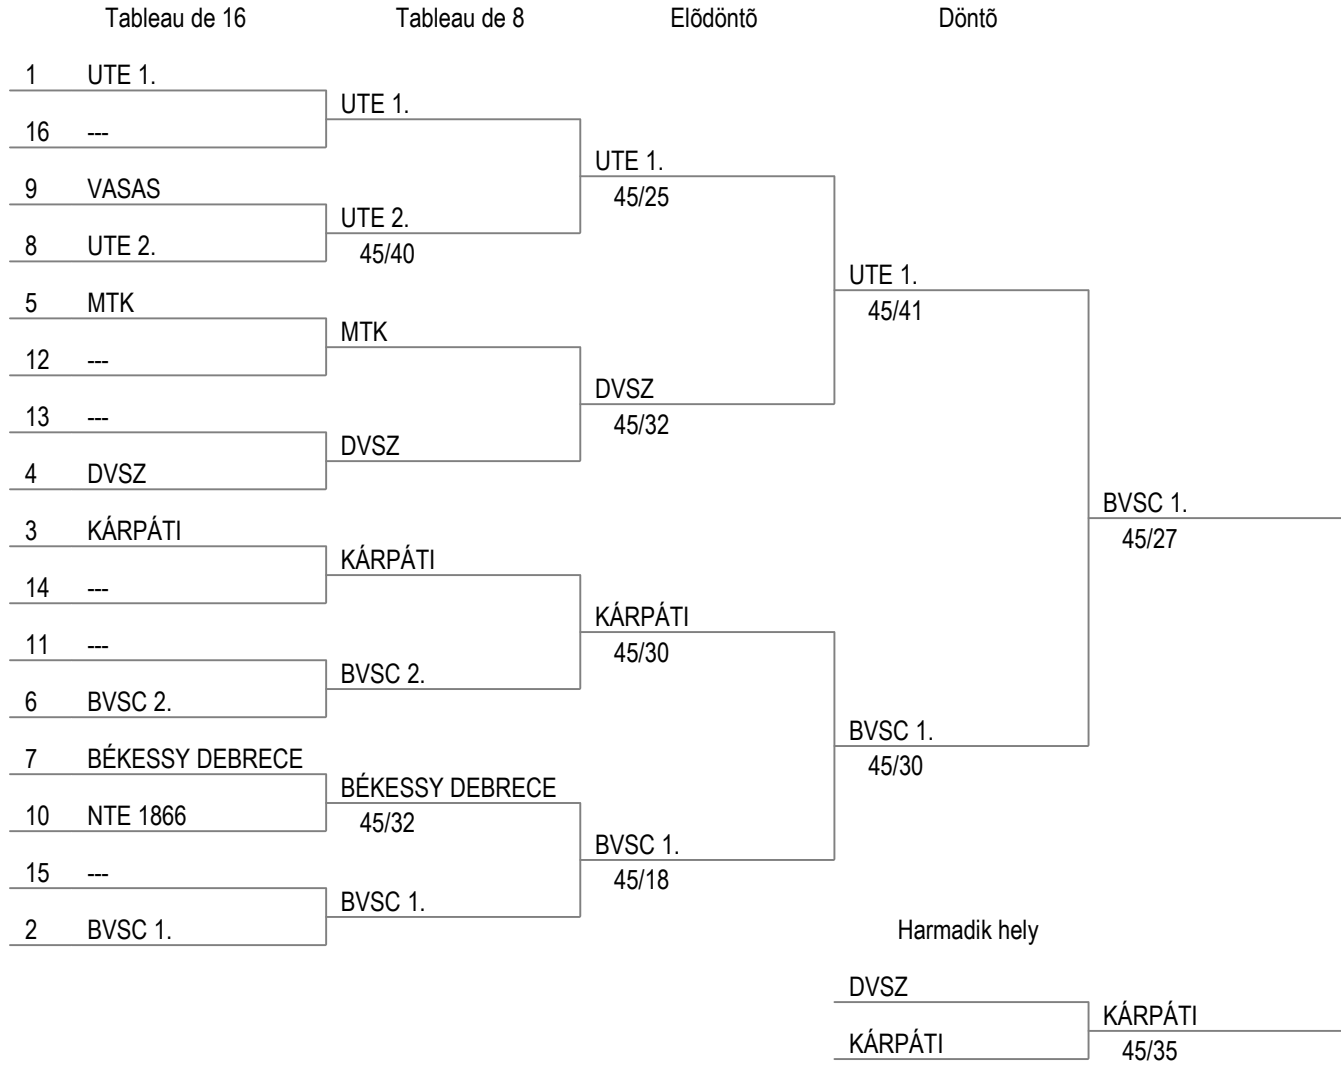 Tableau de 16
Tableau de 8
Elõdöntõ
Döntõ
1 UTE 1.
16 ---
9 VASAS
8 UTE 2.
5 MTK
12 ---
13 ---
4 DVSZ
3 KÁRPÁTI
14 ---
11 ---
6 BVSC 2.
7 BÉKESSY DEBRECE
10 NTE 1866
15 ---
2 BVSC 1.
UTE 1.
UTE 2.
45/40
MTK
DVSZ
KÁRPÁTI
BVSC 2.
BÉKESSY DEBRECE
45/32
BVSC 1.
UTE 1.
45/25
DVSZ
45/32
KÁRPÁTI
45/30
BVSC 1.
45/18
UTE 1.
45/41
BVSC 1.
45/30
BVSC 1.
45/27
Harmadik hely
DVSZ
KÁRPÁTI
KÁRPÁTI
45/35